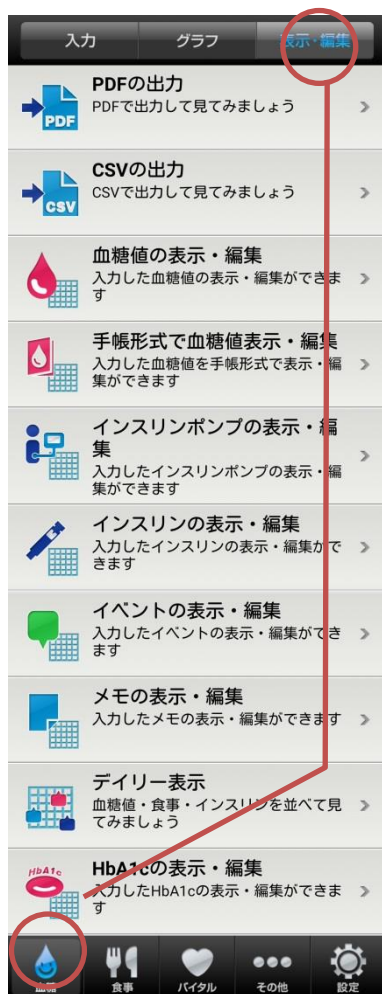 入力 グラフ 表示・編集
PDFの出力
PDFで出力して見てみましょう
PDF
CSVの出力
CSVで出力して見てみましょう
CSV
血糖値の表示・編集
入力した血糖値の表示・編集ができま
す
手帳形式で血糖値表示・編集
入力した血糖値を手帳形式で表示・編
集ができます
インスリンポンプの表示・編
集
入力したインスリンポンプの表示・編
集ができます
インスリンの表示・編集
入力したインスリンの表示・編集がで
きます
イベントの表示・編集
入力したイベントの表示・編集ができ
ます
メモの表示・編集
入力したメモの表示・編集ができます
デイリー表示
血糖値・食事・インスリンを並べて見
てみましょう
HbA1c
HbA1cの表示・編集
入力したHbA1cの表示・編集ができま
す
血糖 食事 バイタル その他 設定